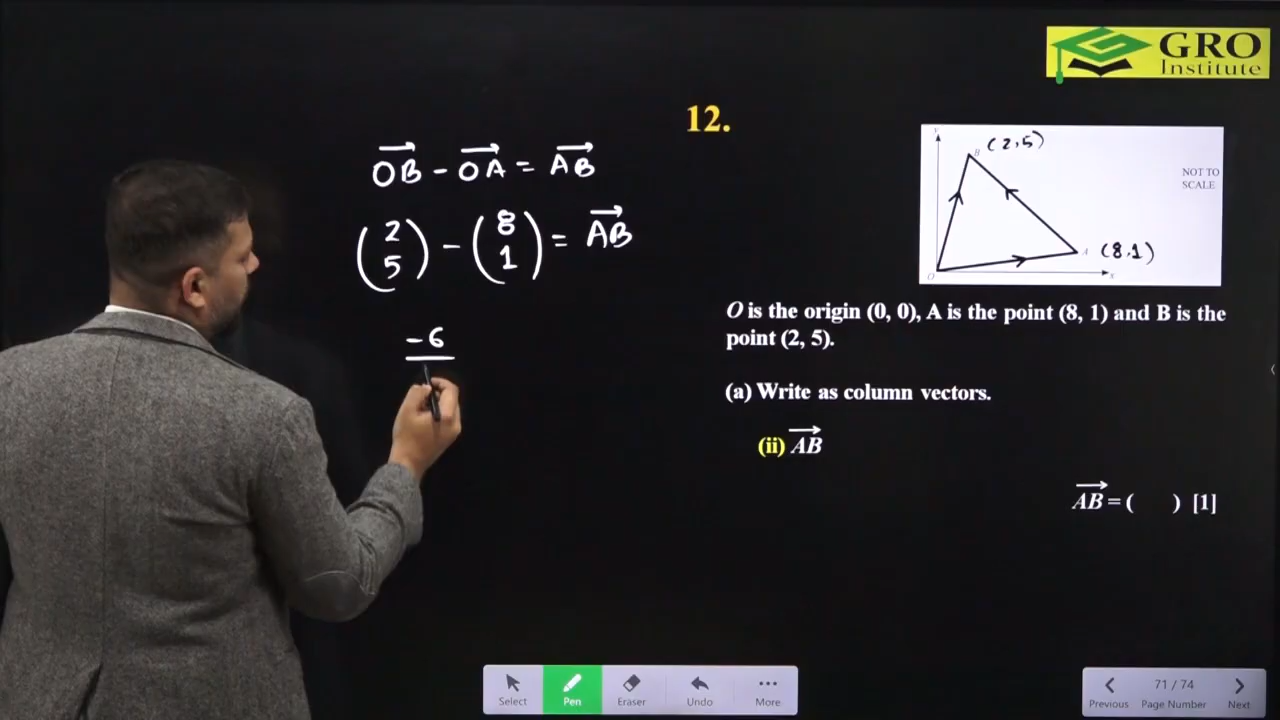 GRO
Institute
12.
OB - OA = AB
(2 5) - (8 1) = AB
-6
y
B (2,5)
NOT TO
SCALE
A (8,1)
O
x
O is the origin (0, 0), A is the point (8, 1) and B is the
point (2, 5).
(a) Write as column vectors.
(ii) AB
AB = ( ) [1]
Select
Pen
Eraser
Undo
More
71 / 74
Previous
Page Number
Next